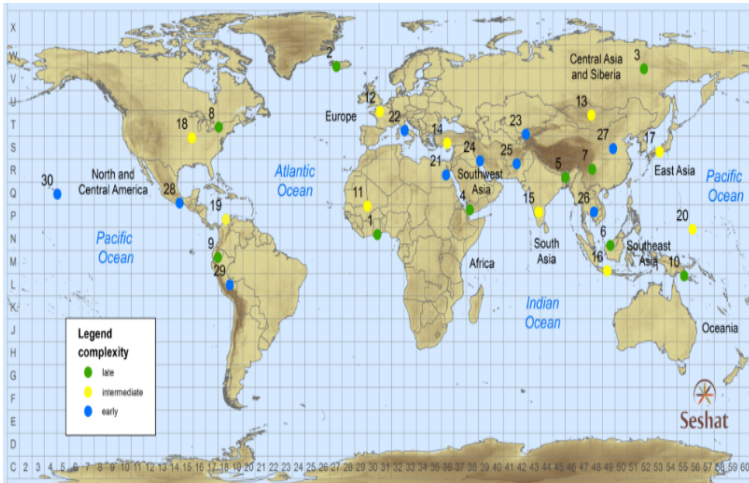 X
2
W
Central Asia
and Siberia
3
V
12
13
U
8
Europe
22
18
14
23
27
17
T
S
24
25
7
21
5
East Asia
30
R
North and
Central America
28
Atlantic
Ocean
Southwest
Asia
Pacific
Ocean
Q
11
4
15
26
19
P
1
20
Pacific
Ocean
N
9
6
South
Asia
Southeast
Asia
M
29
Africa
16
10
L
K
Indian
Ocean
Oceania
J
Legend
complexity
H
late
G
intermediate
F
early
Seshat
E
D
C 2 3 4 5 6 7 8 9 10 11 12 13 14 15 16 17 18 19 20 21 22 23 24 25 26 27 28 29 30 31 32 33 34 35 36 37 38 39 40 41 42 43 44 45 46 47 48 49 50 51 52 53 54 55 56 57 58 59 60